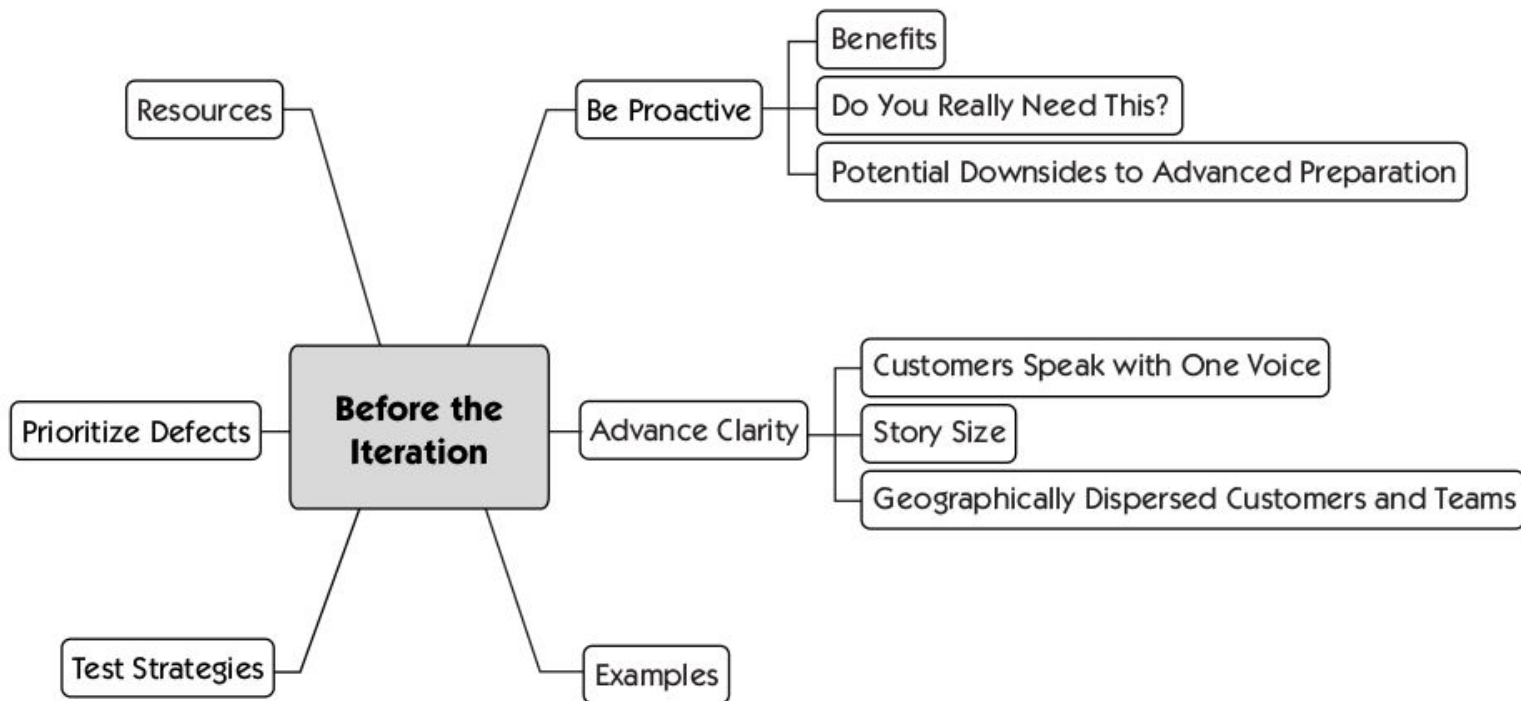 Benefits
Resources
Be Proactive
Do You Really Need This?
Potential Downsides to Advanced Preparation
Before the
Iteration
Customers Speak with One Voice
Prioritize Defects
Advance Clarity
Story Size
Geographically Dispersed Customers and Teams
Test Strategies
Examples